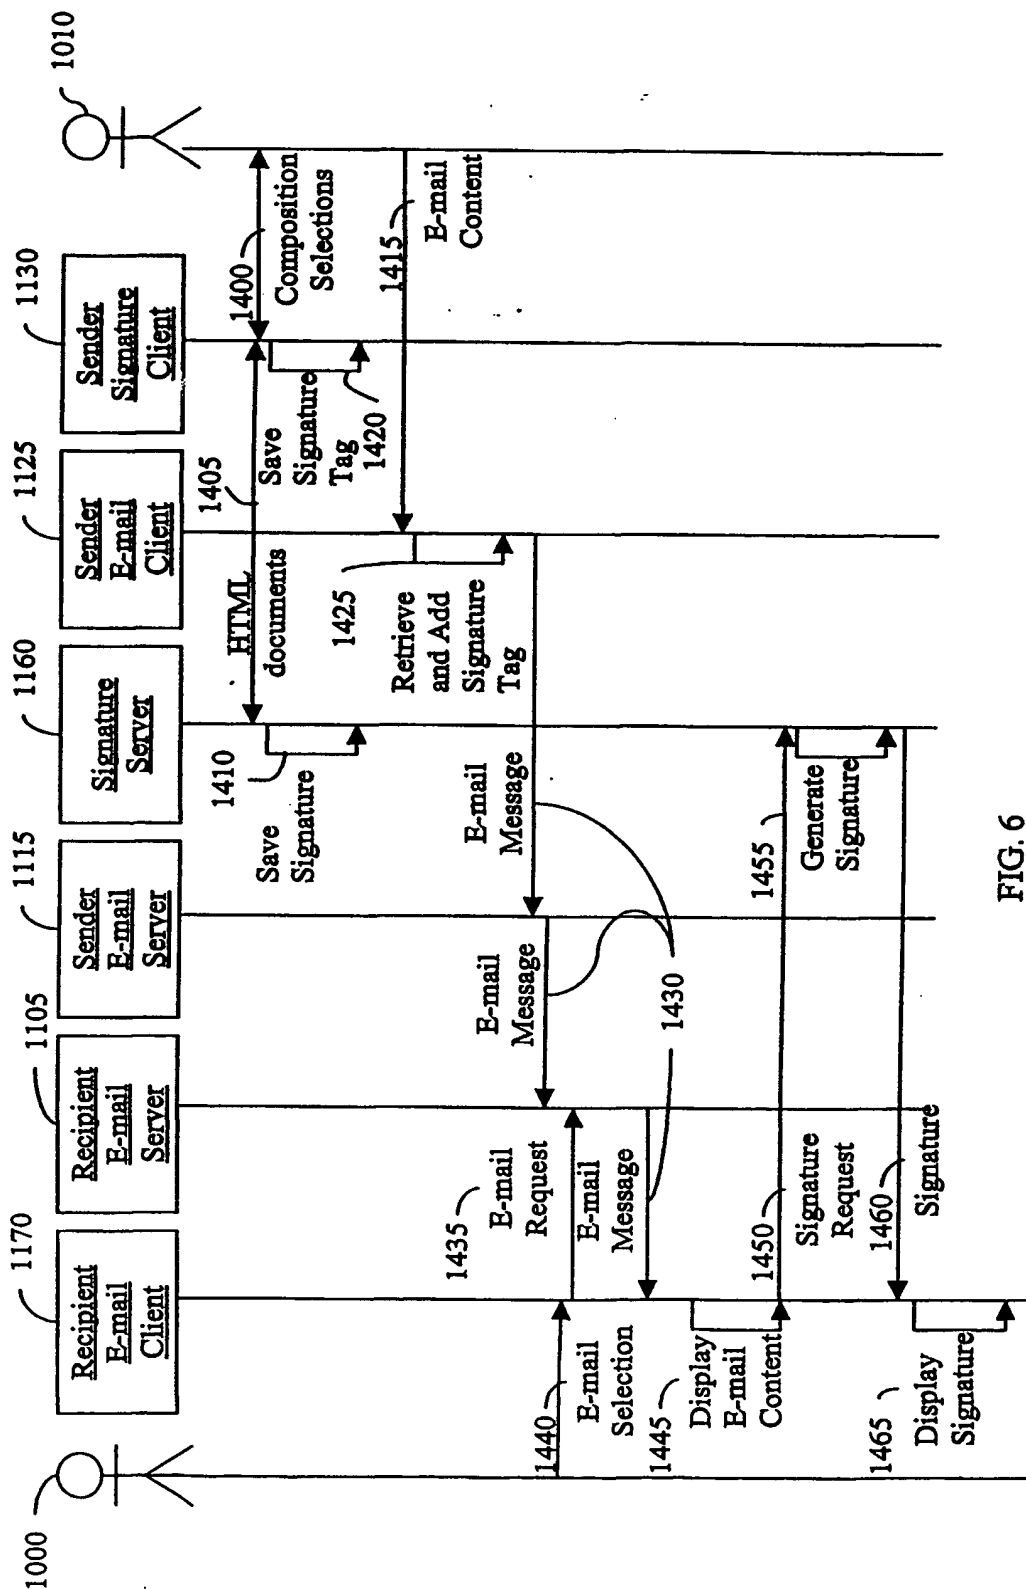 1000
1170
1105
1115
1160
1125
1130
1010
Recipient
E-mail
Client
Recipient
E-mail
Server
Sender
E-mail
Server
Signature
Server
Sender
E-mail
Client
Sender
Signature
Client
1400
Composition
Selections
1405
HTML
documents
1410
Save
Signature
Save
Signature
Tag
1420
1415
E-mail
Content
1425
Retrieve
and Add
Signature
Tag
E-mail
Message
E-mail
Message
1430
1435
E-mail
Request
E-mail
Message
1440
E-mail
Selection
1445
Display
E-mail
Content
1450
Signature
Request
1455
Generate
Signature
1460
Signature
1465
Display
Signature
FIG. 6